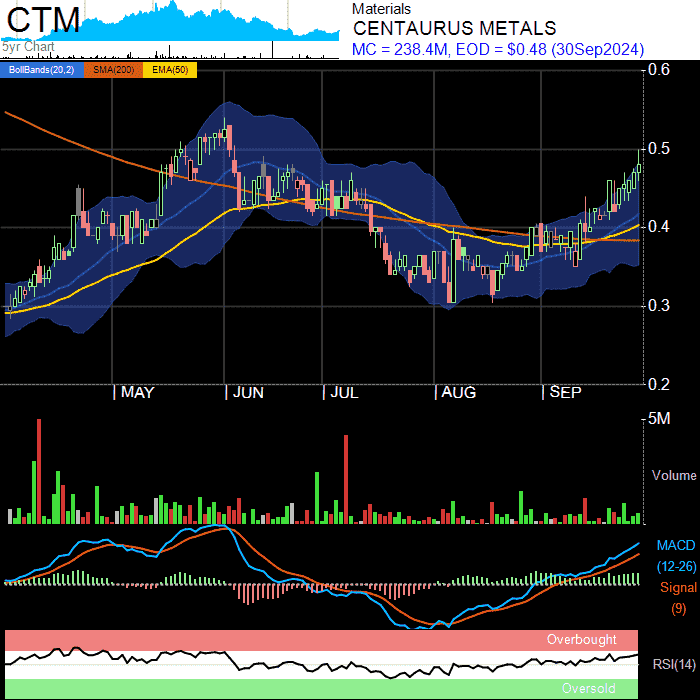 CTM
5yr Chart
Materials
CENTAURUS METALS
MC = 238.4M, EOD = $0.48 (30Sep2024)
BollBands(20,2) SMA(200) EMA(50)
0.6
0.5
0.4
0.3
0.2
MAY JUN JUL AUG SEP
5M
Volume
MACD
(12-26)
Signal
(9)
Overbought
RSI(14)
Oversold